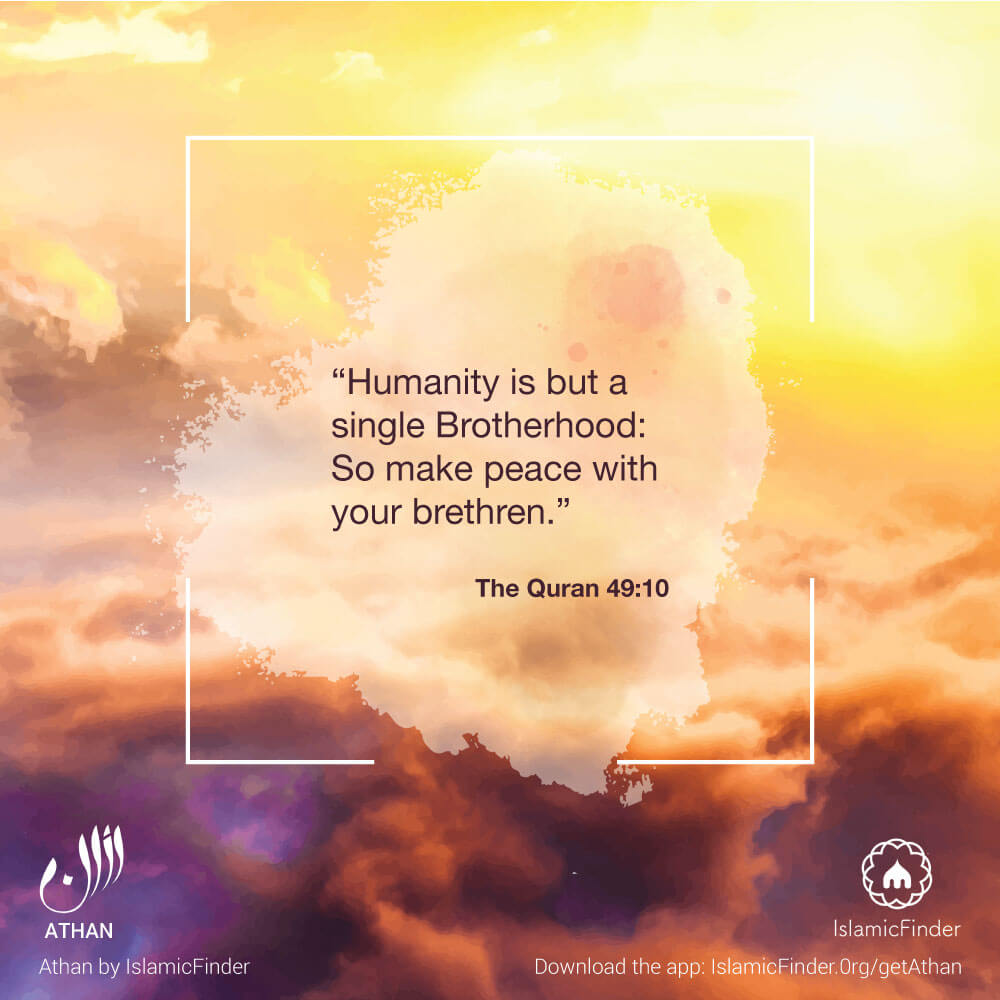 “Humanity is but a
single Brotherhood:
So make peace with
your brethren.”
The Quran 49:10
اذان
ATHAN
Athan by IslamicFinder
IslamicFinder
Download the app: IslamicFinder.0rg/getAthan